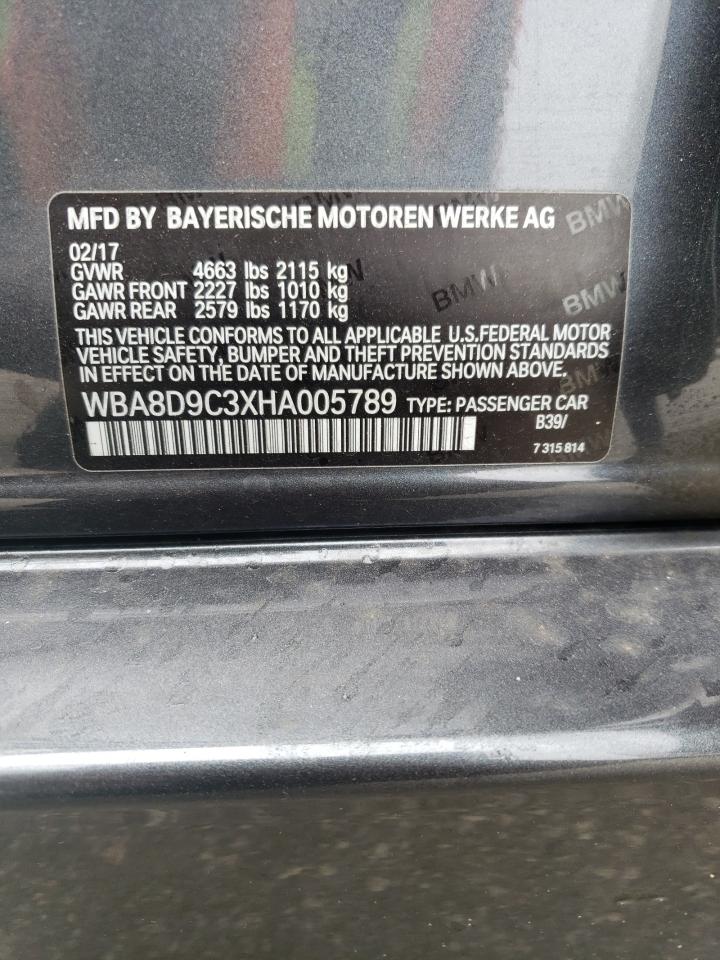 MFD BY BAYERISCHE MOTOREN WERKE AG
02/17
GVWR 4663 lbs 2115 kg
GAWR FRONT 2227 lbs 1010 kg
GAWR REAR 2579 lbs 1170 kg
THIS VEHICLE CONFORMS TO ALL APPLICABLE U.S.FEDERAL MOTOR
VEHICLE SAFETY, BUMPER AND THEFT PREVENTION STANDARDS
IN EFFECT ON THE DATE OF MANUFACTURE SHOWN ABOVE.
WBA8D9C3XHA005789 TYPE: PASSENGER CAR
B39/
7 315 814
BMW
BMW
BMW